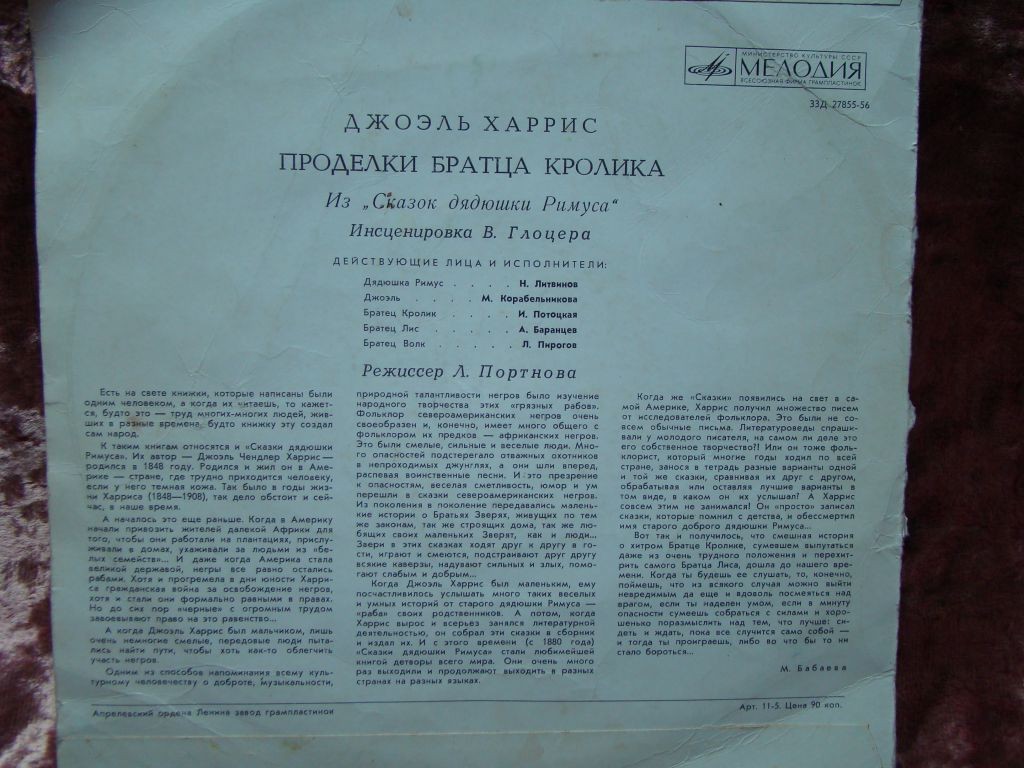 МИНИСТЕРСТВО КУЛЬТУРЫ СССР
МЕЛОДИЯ
ВСЕСОЮЗНАЯ ФИРМА ГРАМПЛАСТИНОК
33Д 27855-56
ДЖОЭЛЬ ХАРРИС
ПРОДЕЛКИ БРАТЦА КРОЛИКА
Из „Сказок дядюшки Римуса“
Инсценировка В. Глоцера
ДЕЙСТВУЮЩИЕ ЛИЦА И ИСПОЛНИТЕЛИ:
Дядюшка Римус . . . . Н. Литвинов
Джоэль . . . . М. Корабельникова
Братец Кролик . . . . И. Потоцкая
Братец Лис . . . . . А. Баранцев
Братец Волк . . . . . Л. Пирогов
Режиссер Л. Портнова
Есть на свете книжки, которые написаны были
одним человеком, а когда их читаешь, то кажет-
ся, будто это — труд многих-многих людей, жив-
ших в разные времена, будто книжку эту создал
сам народ.
К таким книгам относятся и «Сказки дядюшки
Римуса». Их автор — Джоэль Чендлер Харрис —
родился в 1848 году. Родился и жил он в Аме-
рике — стране, где трудно приходится человеку,
если у него темная кожа. Так было в годы жиз-
ни Харриса (1848—1908), так дело обстоит и сей-
час, в наше время.
А началось это еще раньше. Когда в Америку
начали привозить жителей далекой Африки для
того, чтобы они работали на плантациях, прислу-
живали в домах, ухаживали за людьми из «бе-
лых семейств»... И даже когда Америка стала
великой державой, негры все равно остались
рабами. Хотя и прогремела в дни юности Харри-
са гражданская война за освобождение негров,
хотя и стали они формально равными в правах.
Но до сих пор «черные» с огромным трудом
завоевывают право на это равенство...
А когда Джоэль Харрис был мальчиком, лишь
очень немногие смелые, передовые люди пыта-
лись найти пути, чтобы хоть как-то облегчить
участь негров.
Одним из способов напоминания всему куль-
турному человечеству о доброте, музыкальности,
природной талантливости негров было изучение
народного творчества этих «грязных рабов».
Фольклор североамериканских негров очень
своеобразен и, конечно, имеет много общего с
фольклором их предков — африканских негров.
Это были смелые, сильные и веселые люди. Мно-
го опасностей подстерегало отважных охотников
в непроходимых джунглях, а они шли вперед,
распевая воинственные песни. И это презрение
к опасностям, веселая сметливость, юмор и ум
перешли в сказки североамериканских негров.
Из поколения в поколение передавались малень-
кие истории о Братьях Зверях, живущих по тем
же законам, так же строящих дома, так же лю-
бящих своих маленьких Зверят, как и люди...
Звери в этих сказках ходят друг к другу в го-
сти, играют и смеются, подстраивают друг другу
всякие каверзы, надувают сильных и злых, помо-
гают слабым и добрым...
Когда Джоэль Харрис был маленьким, ему
посчастливилось услышать много таких веселых
и умных историй от старого дядюшки Римуса —
«раба» своих родственников. А потом, когда
Харрис вырос и всерьез занялся литературной
деятельностью, он собрал эти сказки в сборник
и издал их. И с этого времени (с 1880 года)
«Сказки дядюшки Римуса» стали любимейшей
книгой детворы всего мира. Они очень много
раз выходили и продолжают выходить в разных
странах на разных языках.
Когда же «Сказки» появились на свет в са-
мой Америке, Харрис получил множество писем
от исследователей фольклора. Это были не со-
всем обычные письма. Литературоведы спраши-
вали у молодого писателя, на самом ли деле это
его собственное творчество?! Или он тоже фоль-
клорист, который многие годы ходил по всей
стране, занося в тетрадь разные варианты одной
и той же сказки, сравнивая их друг с другом,
обрабатывая или оставляя лучшие варианты в
том виде, в каком он их услышал? А Харрис
совсем этим не занимался! Он «просто» записал
сказки, которые помнил с детства, и обессмертил
имя старого доброго дядюшки Римуса...
Вот так и получилось, что смешная история
о хитром Братце Кролике, сумевшем выпутаться
даже из очень трудного положения и перехит-
рить самого Братца Лиса, дошла до нашего вре-
мени. Когда ты будешь ее слушать, то, конечно,
поймешь, что из всякого случая можно выйти
невредимым да еще и вдоволь посмеяться над
врагом, если ты наделен умом, если в минуту
опасности сумеешь собраться с силами и хоро-
шенько поразмыслить над тем, что лучше: си-
деть и ждать, пока все случится само собой —
и тогда ты проиграешь, либо во что бы то ни
стало бороться...
М. Бабаева
Апрелевский ордена Ленина завод грампластинок
Арт. 11-5. Цена 90 коп.